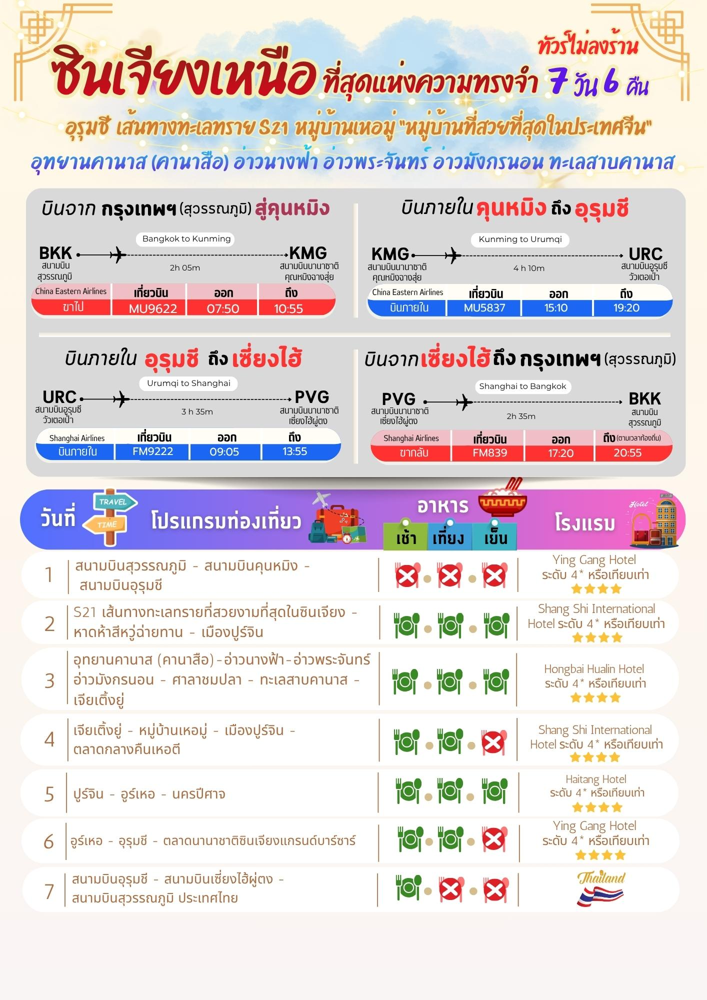 ทัวร์ไม่ลงร้าน
ซินเจียงเหนือ ที่สุดแห่งความทรงจำ 7 วัน 6 คืน
อุรุมชี เส้นทางทะเลทราย S21 หมู่บ้านเหอมู่ "หมู่บ้านที่สวยที่สุดในประเทศจีน"
อุทยานคานาส (คานาสือ) อ่าวนางฟ้า อ่าวพระจันทร์ อ่าวมังกรนอน ทะเลสาบคานาส
บินจาก กรุงเทพฯ (สุวรรณภูมิ) สู่คุนหมิง
Bangkok to Kunming
BKK KMG
สนามบิน
สุวรรณภูมิ
2h 05m
สนามบินนานาชาติ
คุณหมิงฉางสุ่ย
China Eastern Airlines เที่ยวบิน ออก ถึง
ขาไป MU9622 07:50 10:55
บินภายใน คุนหมิง ถึง อุรุมชี
Kunming to Urumqi
KMG URC
สนามบินนานาชาติ
คุณหมิงฉางสุ่ย
4 h 10m
สนามบินอูรุมซี
วัวเตอเป่า
China Eastern Airlines เที่ยวบิน ออก ถึง
บินภายใน MU5837 15:10 19:20
บินภายใน อุรุมชี ถึง เซี่ยงไฮ้
Urumqi to Shanghai
URC PVG
สนามบินอูรุมซี
วัวเตอเป่า
3 h 35m
สนามบินนานาชาติ
เซี่ยงไฮ้ผู่ตง
Shanghai Airlines เที่ยวบิน ออก ถึง
บินภายใน FM9222 09:05 13:55
บินจาก เซี่ยงไฮ้ ถึง กรุงเทพฯ (สุวรรณภูมิ)
Shanghai to Bangkok
PVG BKK
สนามบินนานาชาติ
เซี่ยงไฮ้ผู่ตง
2h 35m
สนามบิน
สุวรรณภูมิ
Shanghai Airlines เที่ยวบิน ออก ถึง (ตามเวลาท้องถิ่น)
ขากลับ FM839 17:20 20:55
วันที่ TRAVEL TIME โปรแกรมท่องเที่ยว อาหาร โรงแรม Hotel
เช้า เที่ยง เย็น
1
สนามบินสุวรรณภูมิ - สนามบินคุนหมิง -
สนามบินอุรุมชี
Ying Gang Hotel
ระดับ 4* หรือเทียบเท่า
2
S21 เส้นทางทะเลทรายที่สวยงามที่สุดในซินเจียง -
หาดห้าสีหวู่ฉ่ายทาน - เมืองปูร์จิน
Shang Shi International
Hotel ระดับ 4* หรือเทียบเท่า
3
อุทยานคานาส (คานาสือ)-อ่าวนางฟ้า-อ่าวพระจันทร์
อ่าวมังกรนอน - ศาลาชมปลา - ทะเลสาบคานาส -
เจียเติ้งยู่
Hongbai Hualin Hotel
ระดับ 4* หรือเทียบเท่า
4
เจียเติ้งยู่ - หมู่บ้านเหอมู่ - เมืองปูร์จิน -
ตลาดกลางคืนเหอตี
Shang Shi International
Hotel ระดับ 4* หรือเทียบเท่า
5
ปูร์จิน - อูร์เหอ - นครปีศาจ
Haitang Hotel
ระดับ 4* หรือเทียบเท่า
6
อูร์เหอ - อุรุมชี - ตลาดนานาชาติซินเจียงแกรนด์บาร์ซาร์
Ying Gang Hotel
ระดับ 4* หรือเทียบเท่า
7
สนามบินอุรุมชี - สนามบินเซี่ยงไฮ้ผู่ตง -
สนามบินสุวรรณภูมิ ประเทศไทย
Thailand